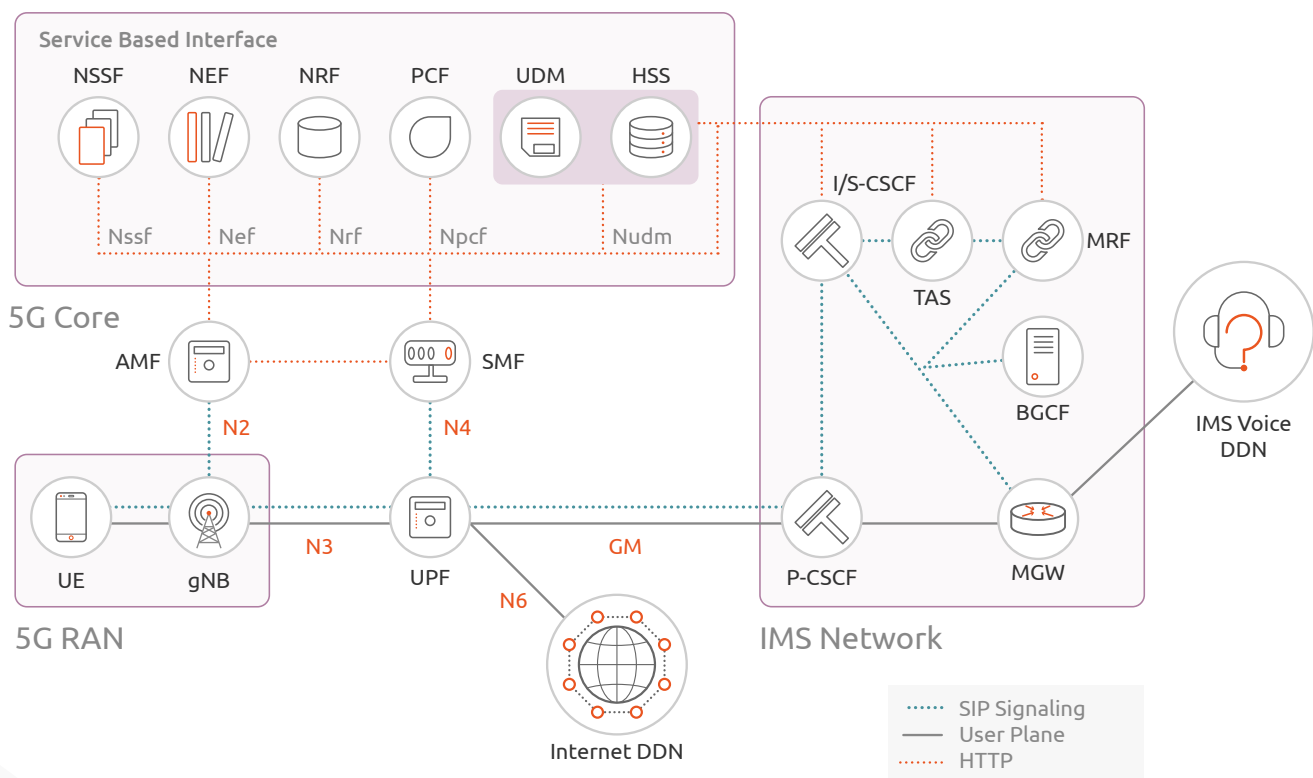 Service Based Interface
NSSF
NEF
NRF
PCF
UDM
HSS
Nssf
Nef
Nrf
Npcf
Nudm
5G Core
AMF
SMF
N2
N4
UE
gNB
N3
UPF
GM
N6
5G RAN
Internet DDN
I/S-CSCF
TAS
MRF
BGCF
P-CSCF
MGW
IMS Network
IMS Voice
DDN
SIP Signaling
User Plane
HTTP